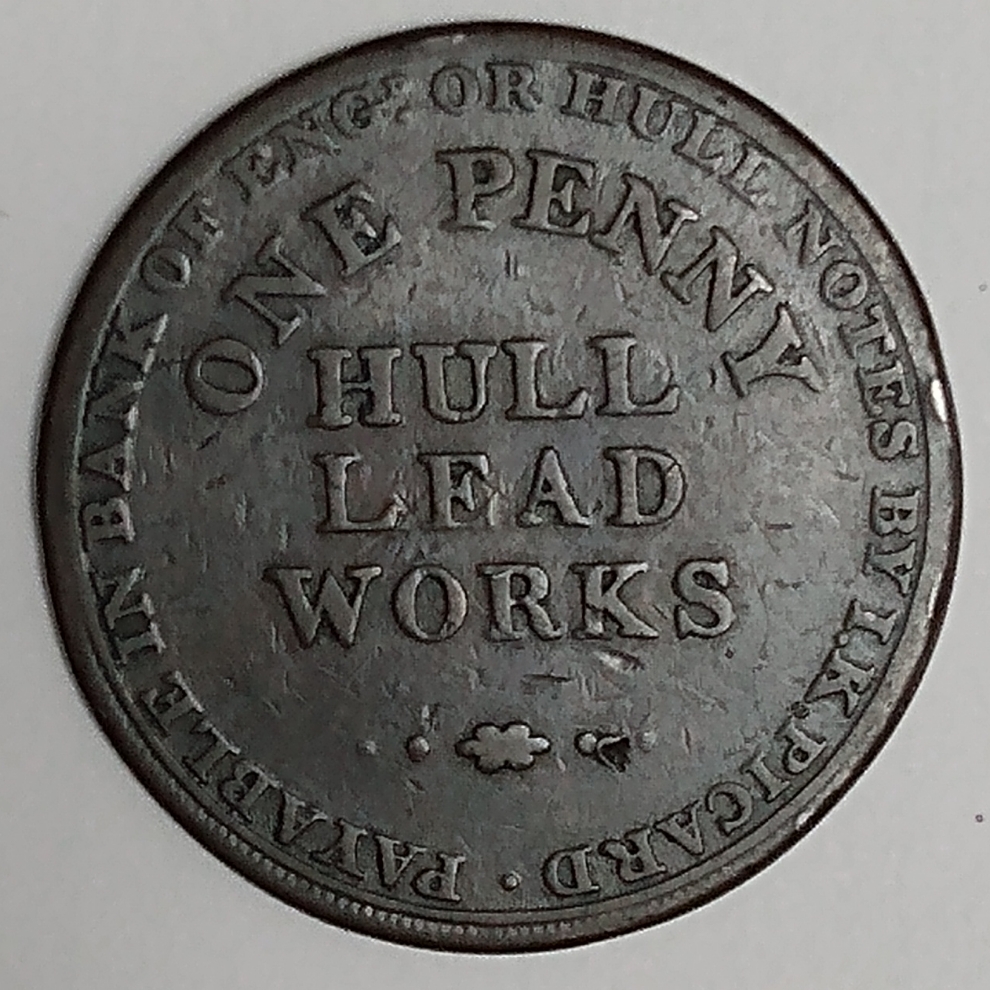 PAYABLE IN BANK OF ENGD OR HULL NOTES BY I.K.PICARD
ONE PENNY
HULL
LEAD
WORKS